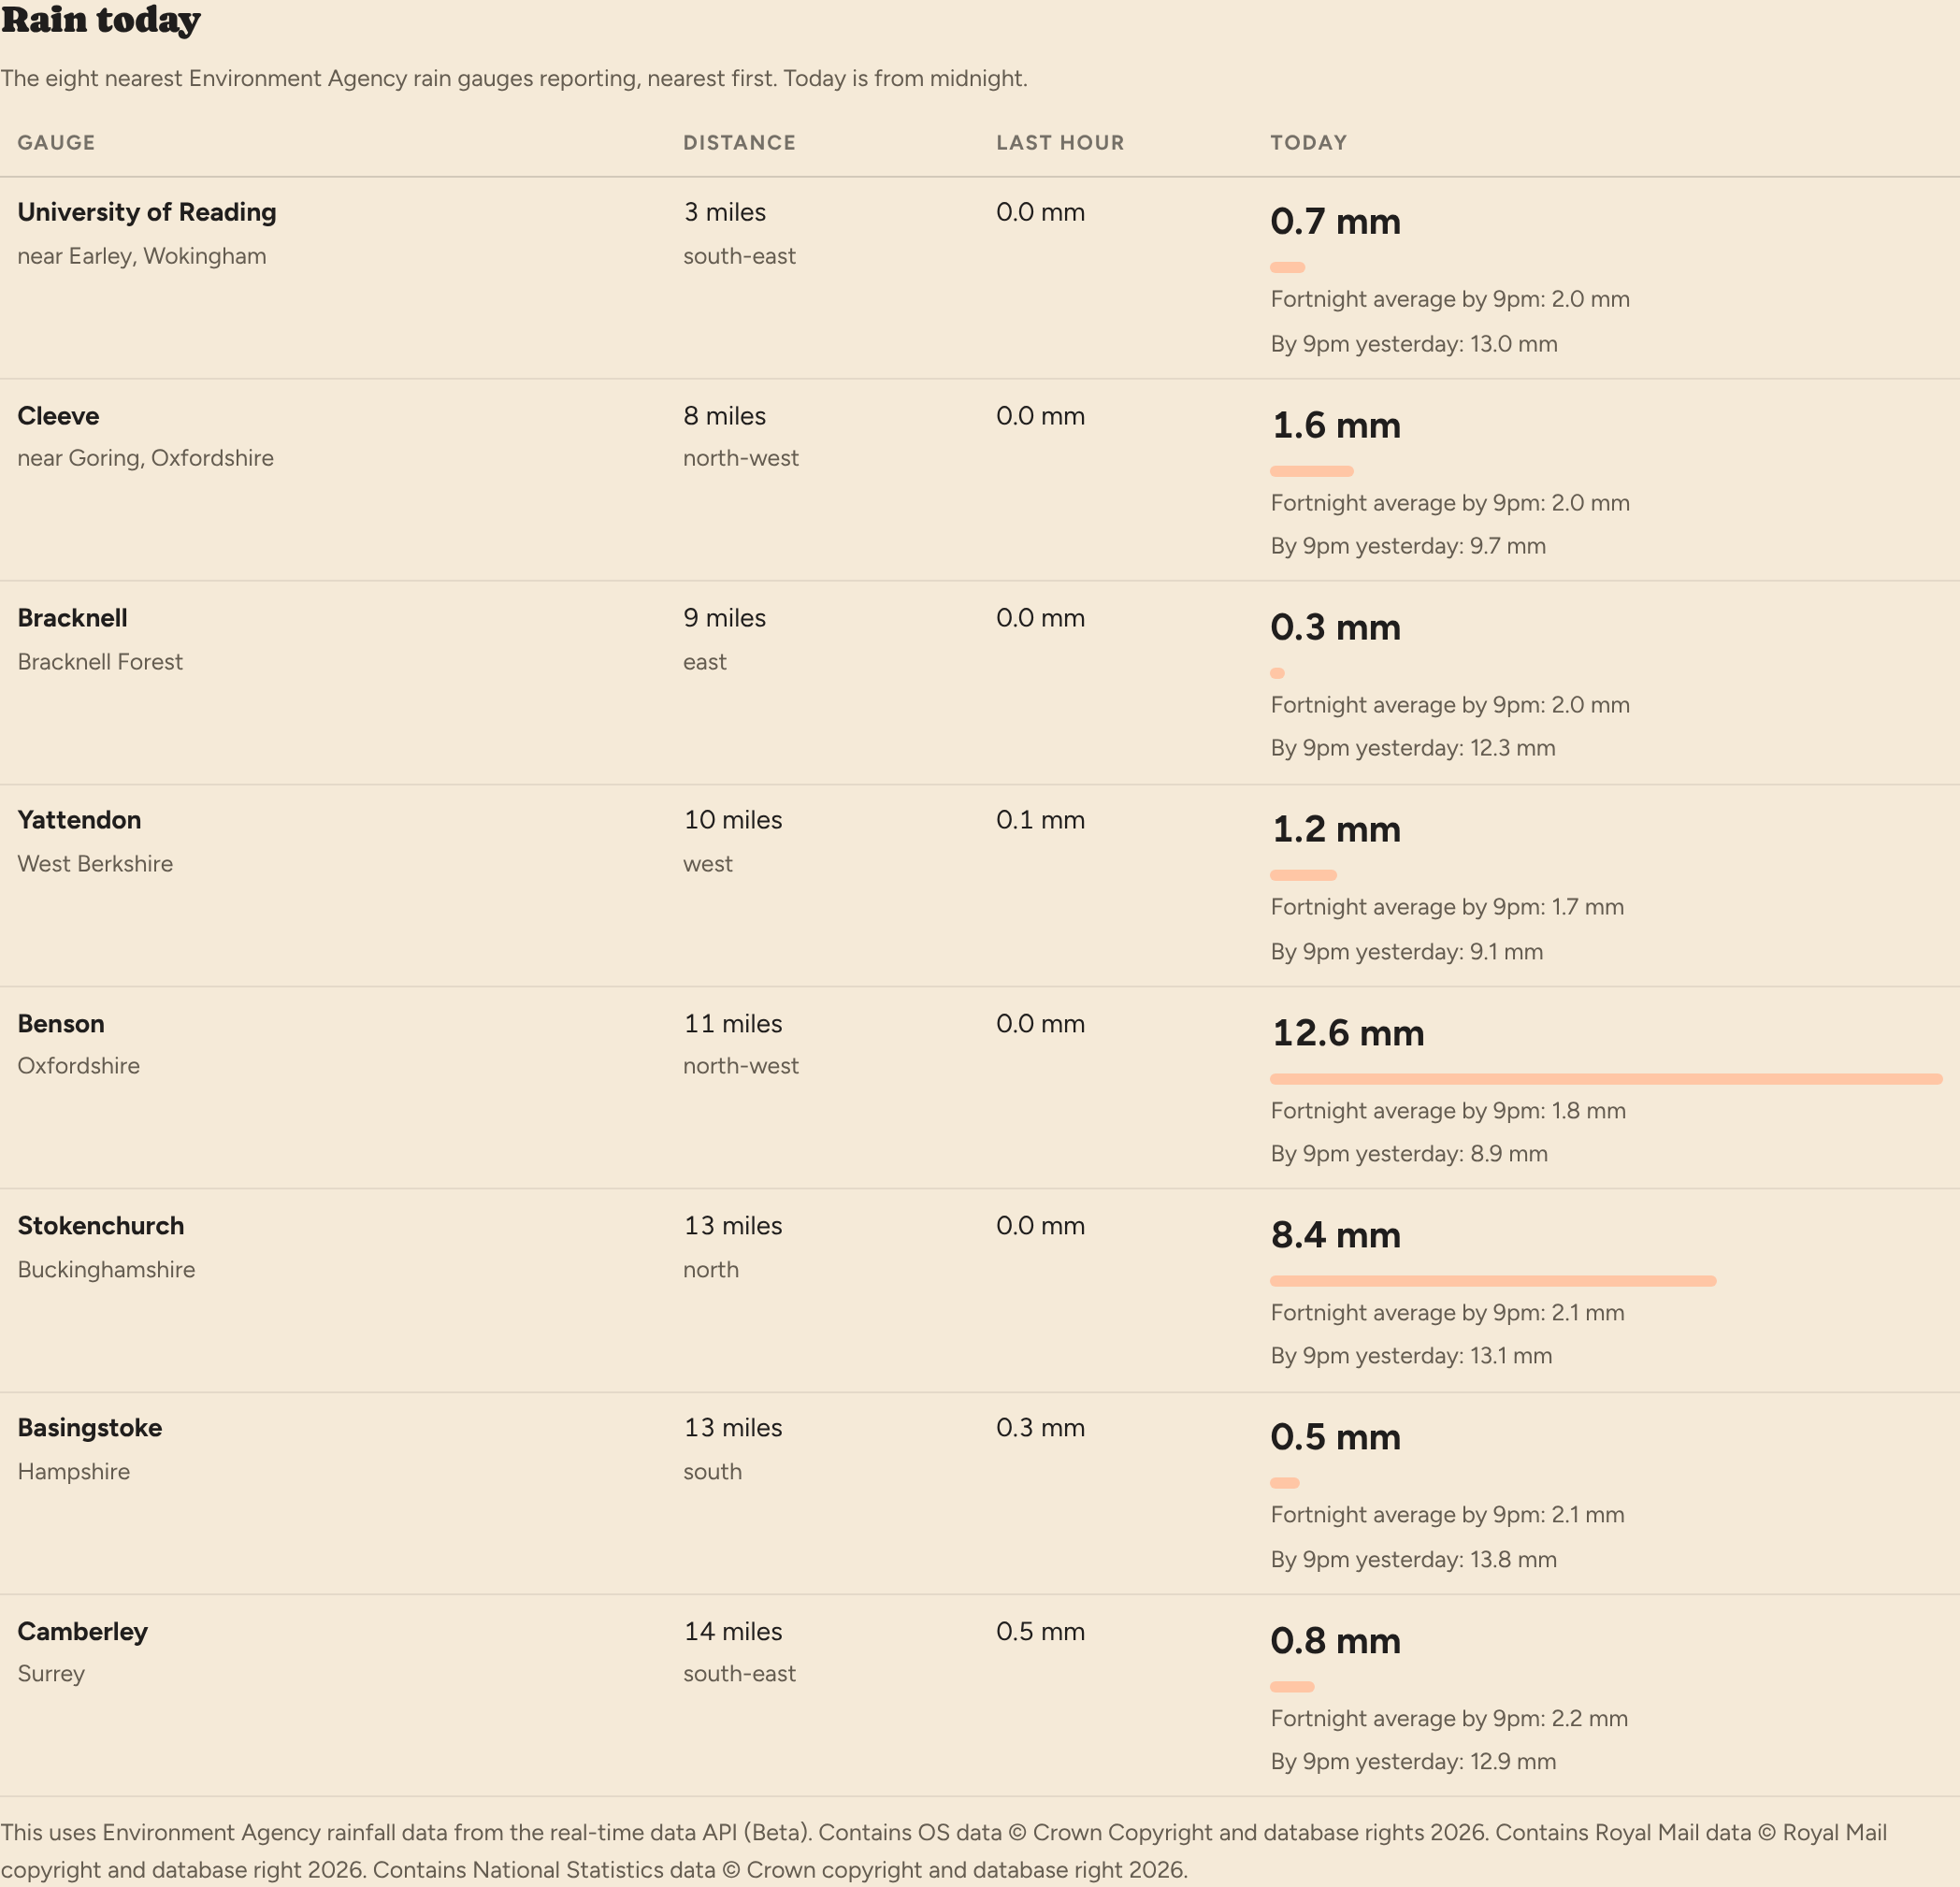 Rain today
The eight nearest Environment Agency rain gauges reporting, nearest first. Today is from midnight.
GAUGE DISTANCE LAST HOUR TODAY
University of Reading 3 miles 0.0 mm 0.7 mm
near Earley, Wokingham south-east
Fortnight average by 9pm: 2.0 mm
By 9pm yesterday: 13.0 mm
Cleeve 8 miles 0.0 mm 1.6 mm
near Goring, Oxfordshire north-west
Fortnight average by 9pm: 2.0 mm
By 9pm yesterday: 9.7 mm
Bracknell 9 miles 0.0 mm 0.3 mm
Bracknell Forest east
Fortnight average by 9pm: 2.0 mm
By 9pm yesterday: 12.3 mm
Yattendon 10 miles 0.1 mm 1.2 mm
West Berkshire west
Fortnight average by 9pm: 1.7 mm
By 9pm yesterday: 9.1 mm
Benson 11 miles 0.0 mm 12.6 mm
Oxfordshire north-west
Fortnight average by 9pm: 1.8 mm
By 9pm yesterday: 8.9 mm
Stokenchurch 13 miles 0.0 mm 8.4 mm
Buckinghamshire north
Fortnight average by 9pm: 2.1 mm
By 9pm yesterday: 13.1 mm
Basingstoke 13 miles 0.3 mm 0.5 mm
Hampshire south
Fortnight average by 9pm: 2.1 mm
By 9pm yesterday: 13.8 mm
Camberley 14 miles 0.5 mm 0.8 mm
Surrey south-east
Fortnight average by 9pm: 2.2 mm
By 9pm yesterday: 12.9 mm
This uses Environment Agency rainfall data from the real-time data API (Beta). Contains OS data © Crown Copyright and database rights 2026. Contains Royal Mail data © Royal Mail
copyright and database right 2026. Contains National Statistics data © Crown copyright and database right 2026.